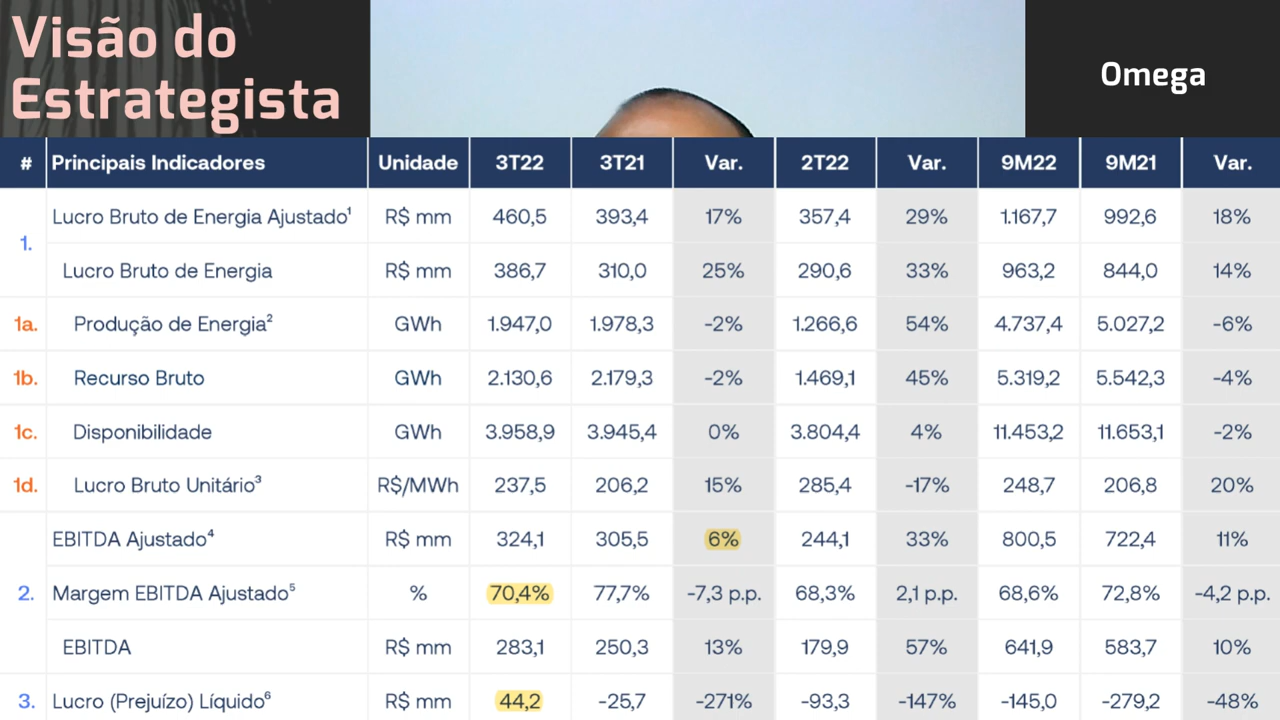 Visão do
Estrategista
Omega
# Principais Indicadores Unidade 3T22 3T21 Var. 2T22 Var. 9M22 9M21 Var.
1.
Lucro Bruto de Energia Ajustado¹ R$ mm 460,5 393,4 17% 357,4 29% 1.167,7 992,6 18%
Lucro Bruto de Energia R$ mm 386,7 310,0 25% 290,6 33% 963,2 844,0 14%
1a. Produção de Energia² GWh 1.947,0 1.978,3 -2% 1.266,6 54% 4.737,4 5.027,2 -6%
1b. Recurso Bruto GWh 2.130,6 2.179,3 -2% 1.469,1 45% 5.319,2 5.542,3 -4%
1c. Disponibilidade GWh 3.958,9 3.945,4 0% 3.804,4 4% 11.453,2 11.653,1 -2%
1d. Lucro Bruto Unitário³ R$/MWh 237,5 206,2 15% 285,4 -17% 248,7 206,8 20%
EBITDA Ajustado⁴ R$ mm 324,1 305,5 6% 244,1 33% 800,5 722,4 11%
2. Margem EBITDA Ajustado⁵ % 70,4% 77,7% -7,3 p.p. 68,3% 2,1 p.p. 68,6% 72,8% -4,2 p.p.
EBITDA R$ mm 283,1 250,3 13% 179,9 57% 641,9 583,7 10%
3. Lucro (Prejuízo) Líquido⁶ R$ mm 44,2 -25,7 -271% -93,3 -147% -145,0 -279,2 -48%